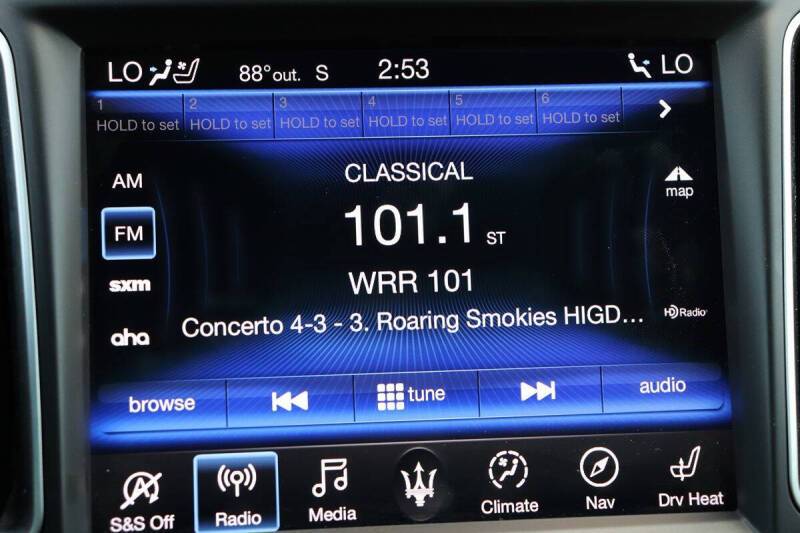 LO 88° out. S 2:53 LO
1 2 3 4 5 6
HOLD to set HOLD to set HOLD to set HOLD to set HOLD to set HOLD to set
AM
FM
sxm
aha
CLASSICAL
101.1 ST
WRR 101
Concerto 4-3 - 3. Roaring Smokies HIGD...
map
HD Radio
browse tune audio
S&S Off Radio Media Climate Nav Drv Heat